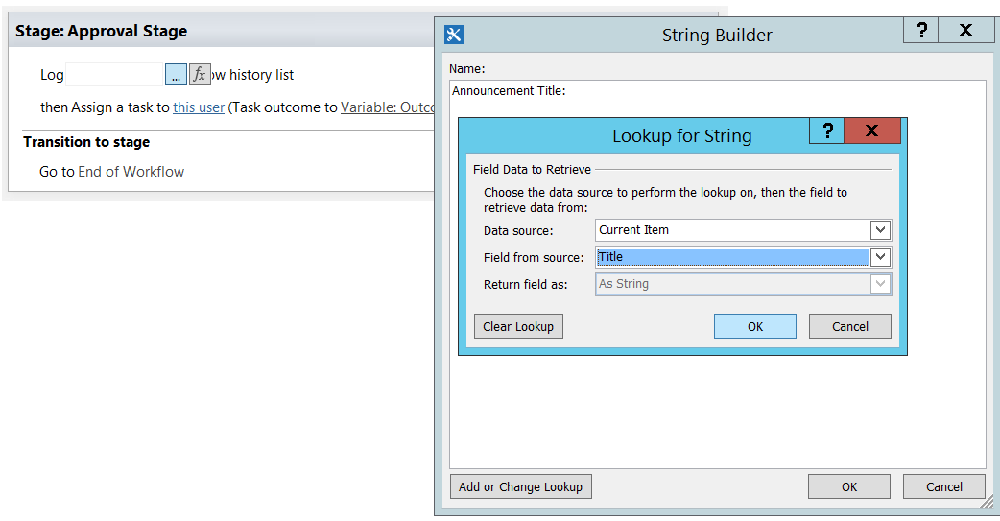 Stage: Approval Stage
Log ... fx ow history list
then Assign a task to this user (Task outcome to Variable: Outco
Transition to stage
Go to End of Workflow
String Builder
? X
Name:
Announcement Title:
Lookup for String
? X
Field Data to Retrieve
Choose the data source to perform the lookup on, then the field to
retrieve data from:
Data source: Current Item
Field from source: Title
Return field as: As String
Clear Lookup OK Cancel
Add or Change Lookup OK Cancel